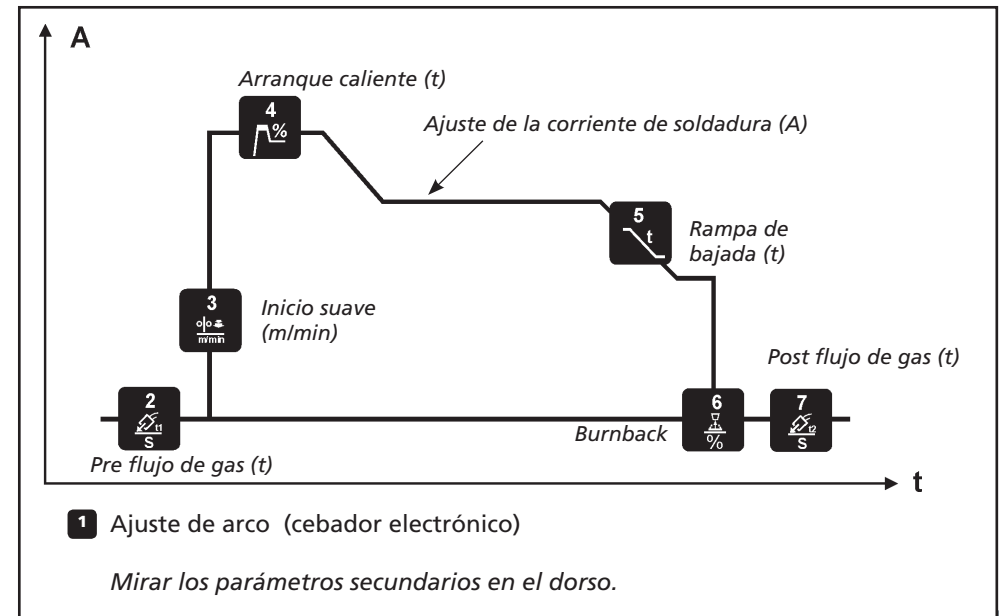 A
Arranque caliente (t)
4
%
Ajuste de la corriente de soldadura (A)
5
t
Rampa de
bajada (t)
3
m/min
Inicio suave
(m/min)
Post flujo de gas (t)
2
t1
S
6
%
7
t2
S
Burnback
Pre flujo de gas (t)
t
1 Ajuste de arco (cebador electrónico)
Mirar los parámetros secundarios en el dorso.